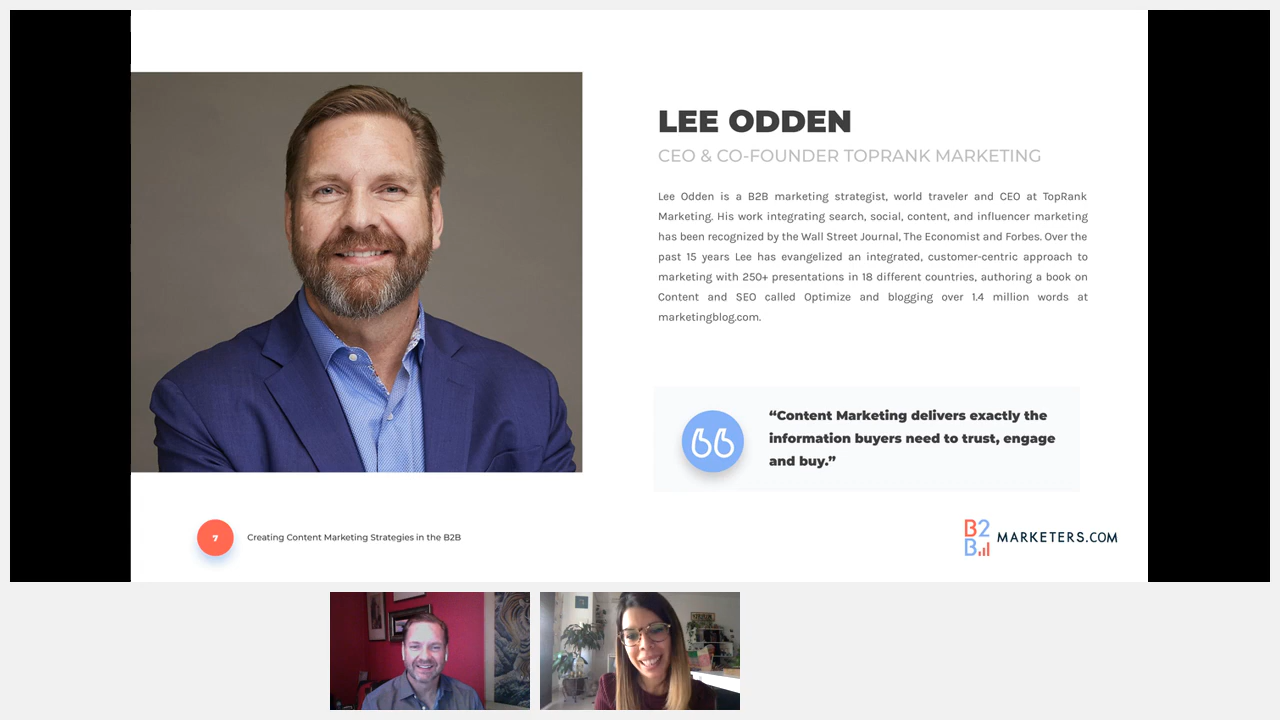 LEE ODDEN
CEO & CO-FOUNDER TOPRANK MARKETING
Lee Odden is a B2B marketing strategist, world traveler and CEO at TopRank
Marketing. His work integrating search, social, content, and influencer marketing
has been recognized by the Wall Street Journal, The Economist and Forbes. Over the
past 15 years Lee has evangelized an integrated, customer-centric approach to
marketing with 250+ presentations in 18 different countries, authoring a book on
Content and SEO called Optimize and blogging over 1.4 million words at
marketingblog.com.
“Content Marketing delivers exactly the
information buyers need to trust, engage
and buy.”
7
Creating Content Marketing Strategies in the B2B
B2B MARKETERS.COM